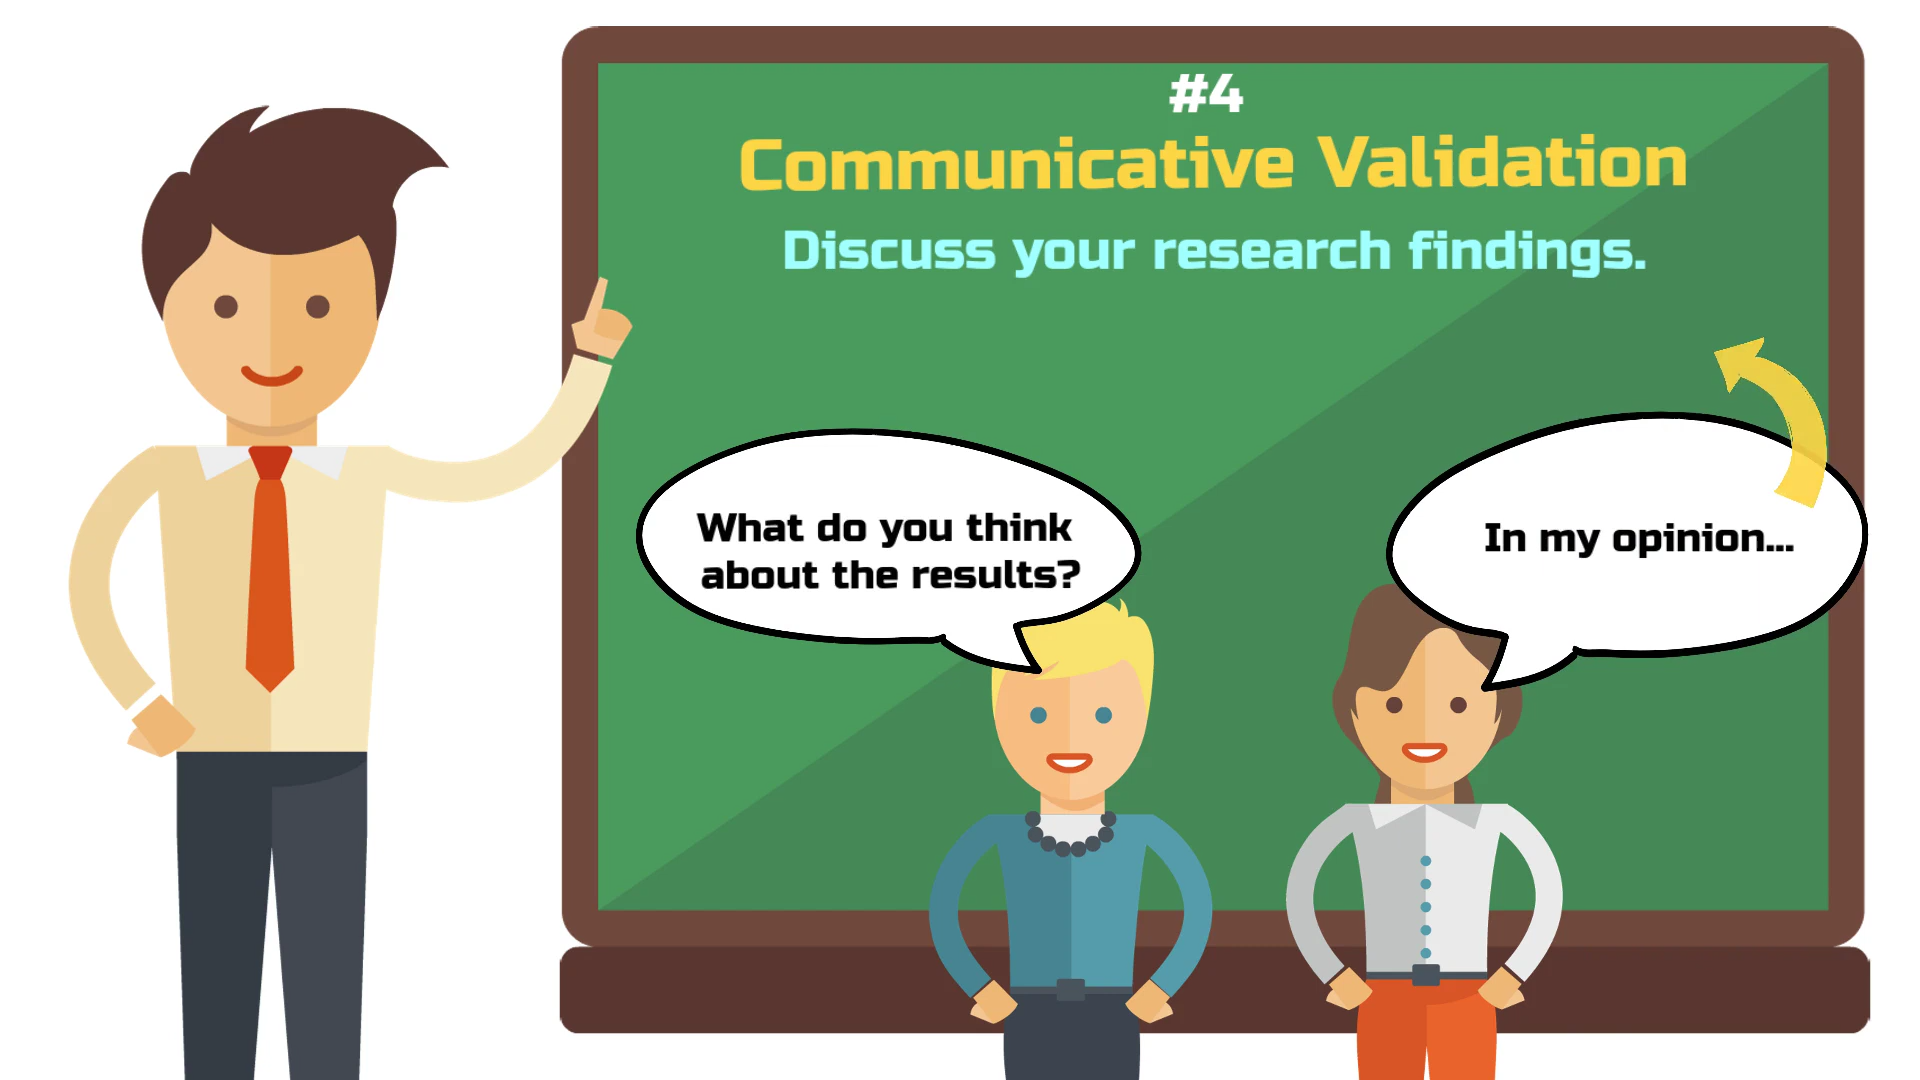 #4
Communicative Validation
Discuss your research findings.
What do you think
about the results?
In my opinion...